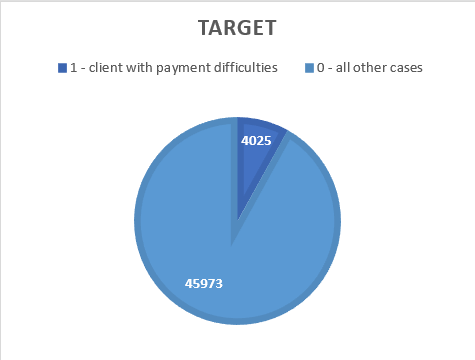 TARGET
1 - client with payment difficulties 0 - all other cases
4025
45973